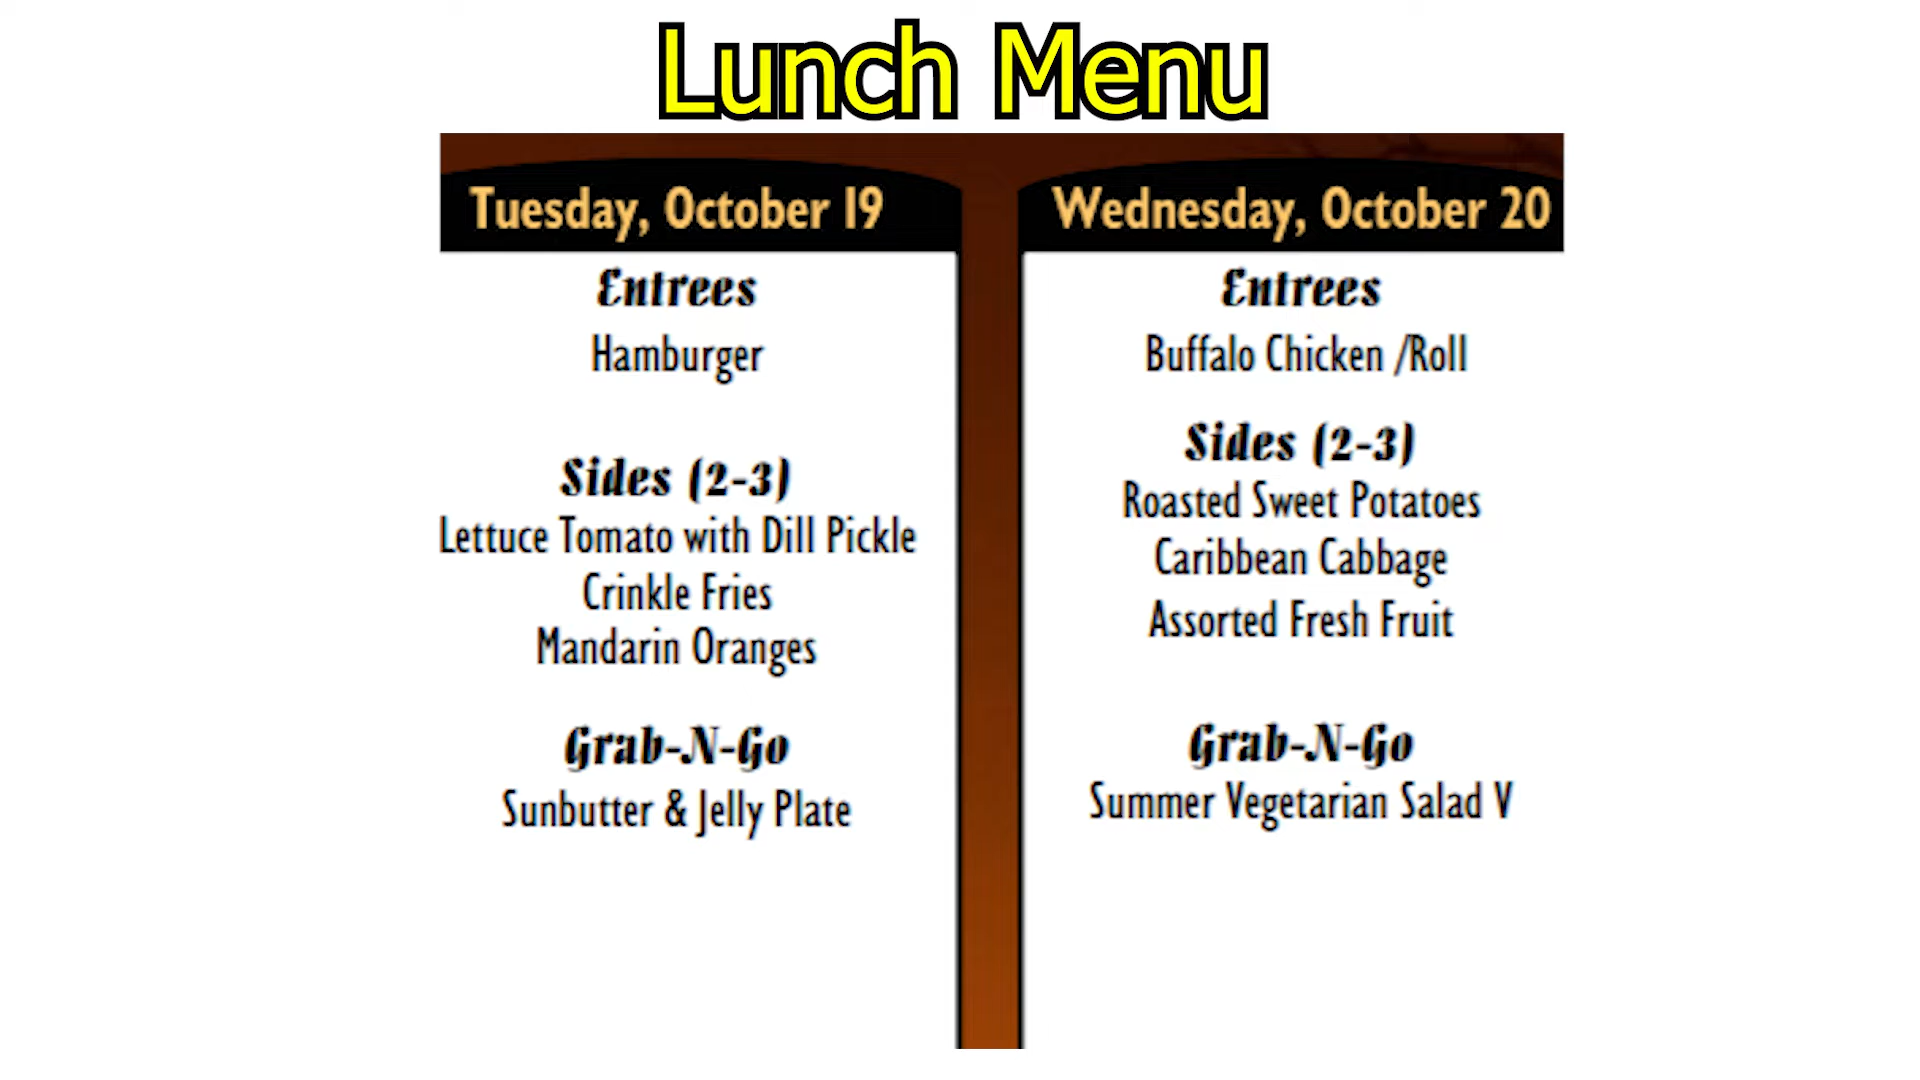 Lunch Menu
Tuesday, October 19
Entrees
Hamburger
Sides (2-3)
Lettuce Tomato with Dill Pickle
Crinkle Fries
Mandarin Oranges
Grab-N-Go
Sunbutter & Jelly Plate
Wednesday, October 20
Entrees
Buffalo Chicken /Roll
Sides (2-3)
Roasted Sweet Potatoes
Caribbean Cabbage
Assorted Fresh Fruit
Grab-N-Go
Summer Vegetarian Salad V